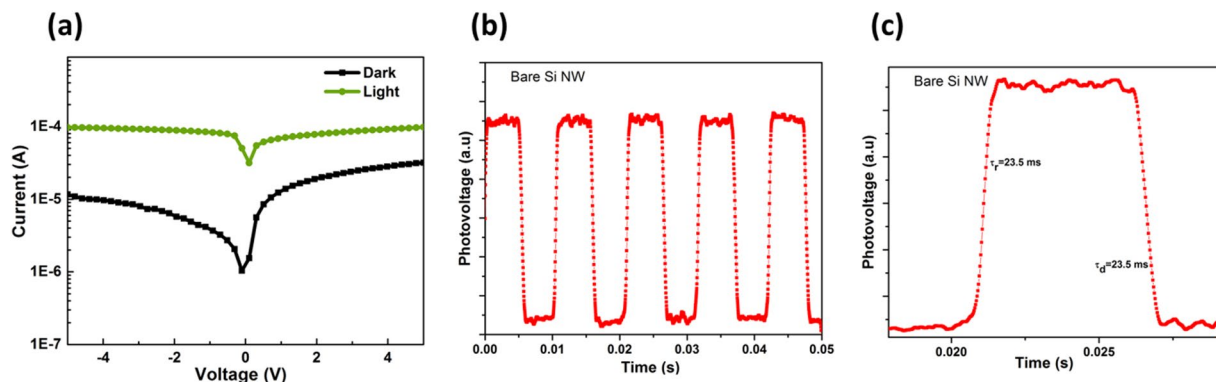 (a)
Dark
Light
1E-4
1E-5
1E-6
1E-7
Current (A)
-4
-2
0
2
4
Voltage (V)
(b)
Bare Si NW
Photovoltage (a.u)
0.00
0.01
0.02
0.03
0.04
0.05
Time (s)
(c)
Bare Si NW
τr=23.5 ms
τd=23.5 ms
Photovoltage (a.u)
0.020
0.025
Time (s)